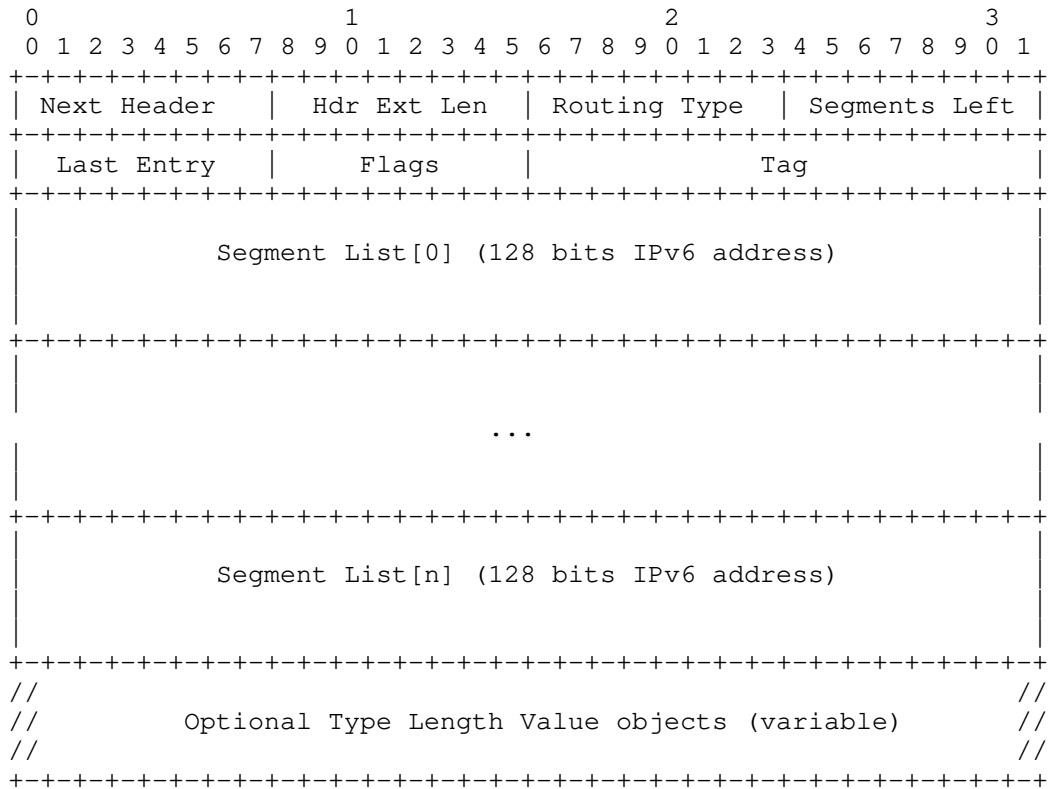 0                   1                   2                   3
 0 1 2 3 4 5 6 7 8 9 0 1 2 3 4 5 6 7 8 9 0 1 2 3 4 5 6 7 8 9 0 1
+-+-+-+-+-+-+-+-+-+-+-+-+-+-+-+-+-+-+-+-+-+-+-+-+-+-+-+-+-+-+-+-+
| Next Header   |  Hdr Ext Len  | Routing Type  | Segments Left |
+-+-+-+-+-+-+-+-+-+-+-+-+-+-+-+-+-+-+-+-+-+-+-+-+-+-+-+-+-+-+-+-+
|  Last Entry   |     Flags     |              Tag              |
+-+-+-+-+-+-+-+-+-+-+-+-+-+-+-+-+-+-+-+-+-+-+-+-+-+-+-+-+-+-+-+-+
|                                                               |
|            Segment List[0] (128 bits IPv6 address)            |
|                                                               |
|                                                               |
+-+-+-+-+-+-+-+-+-+-+-+-+-+-+-+-+-+-+-+-+-+-+-+-+-+-+-+-+-+-+-+-+
|                                                               |
|                                                               |
                              ...
|                                                               |
|                                                               |
+-+-+-+-+-+-+-+-+-+-+-+-+-+-+-+-+-+-+-+-+-+-+-+-+-+-+-+-+-+-+-+-+
|                                                               |
|            Segment List[n] (128 bits IPv6 address)            |
|                                                               |
|                                                               |
+-+-+-+-+-+-+-+-+-+-+-+-+-+-+-+-+-+-+-+-+-+-+-+-+-+-+-+-+-+-+-+-+
//                                                             //
//         Optional Type Length Value objects (variable)       //
//                                                             //
+-+-+-+-+-+-+-+-+-+-+-+-+-+-+-+-+-+-+-+-+-+-+-+-+-+-+-+-+-+-+-+-+